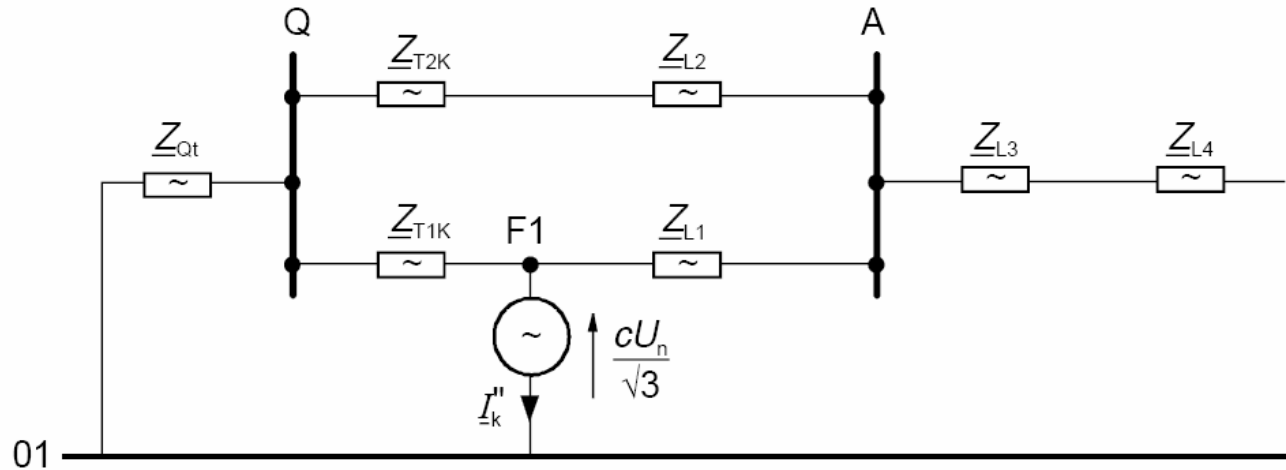 Q
A
Z_T2K
Z_L2
Z_Qt
Z_L3
Z_L4
Z_T1K
F1
Z_L1
~
~
~
~
~
~
~
~
cU_n
√3
I''_k
01